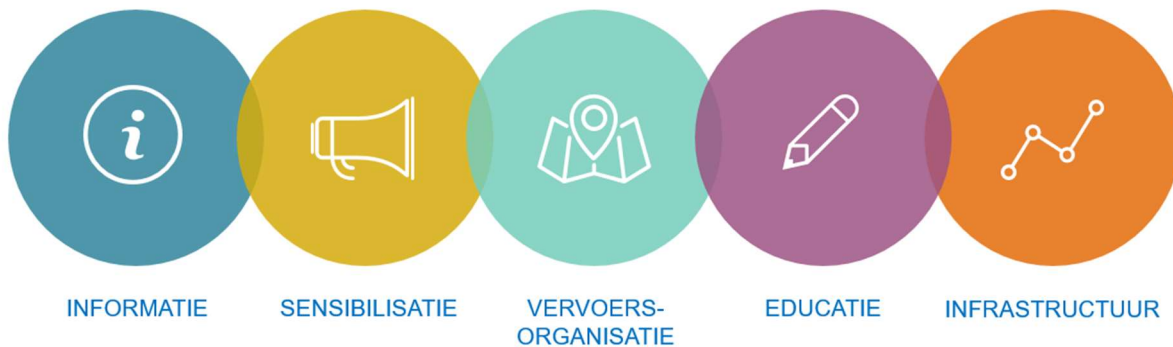 INFORMATIE
SENSIBILISATIE
VERVOERS-
ORGANISATIE
EDUCATIE
INFRASTRUCTUUR